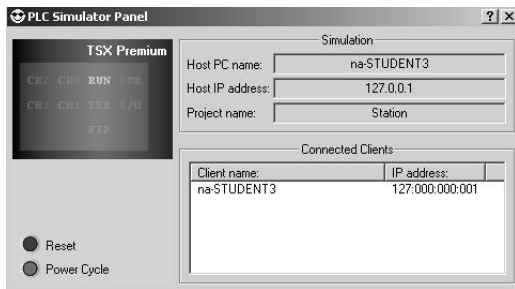 PLC Simulator Panel
TSX Premium
CH2 CH0 RUN ERR
CH3 CH1 TER I/O
FTP
Simulation
Host PC name: na-STUDENT3
Host IP address: 127.0.0.1
Project name: Station
Connected Clients
Client name: IP address:
na-STUDENT3 127:000:000:001
Reset
Power Cycle